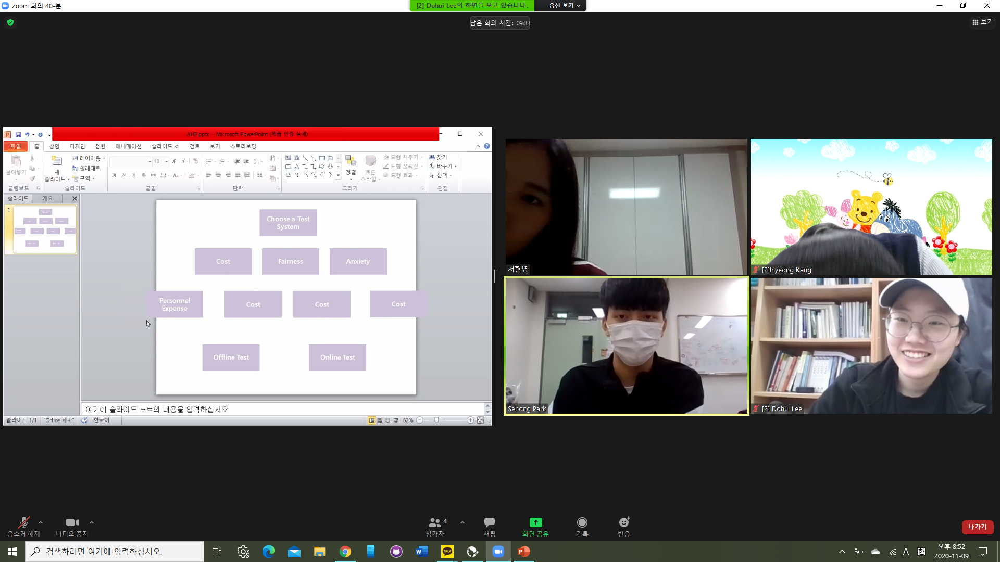 Zoom 회의 40-분
[2] Dohui Lee의 화면을 보고 있습니다.
옵션 보기
남은 회의 시간: 09:33
보기
AHP.pptx - Microsoft PowerPoint (제품 인증 실패)
파일 홈 삽입 디자인 전환 애니메이션 슬라이드 쇼 검토 보기 스토리보딩
붙여넣기
새
슬라이드
레이아웃
원래대로
구역
18
정렬
빠른
스타일
도형 채우기
도형 윤곽선
도형 효과
찾기
바꾸기
선택
클립보드 슬라이드 글꼴 단락 그리기 편집
슬라이드 개요
1
Choose a Test
System
Cost Fairness Anxiety
Personnel
Expense
Cost Cost Cost
Offline Test Online Test
여기에 슬라이드 노트의 내용을 입력하십시오
슬라이드 1/1 "Office 테마" 한국어 62%
서현영
[2]Inyeong Kang
Sehong Park
[2] Dohui Lee
음소거 해제
비디오 중지
4
참가자
채팅
화면 공유
기록
반응
나가기
검색하려면 여기에 입력하십시오.
TALK
A 한
오후 8:52
2020-11-09